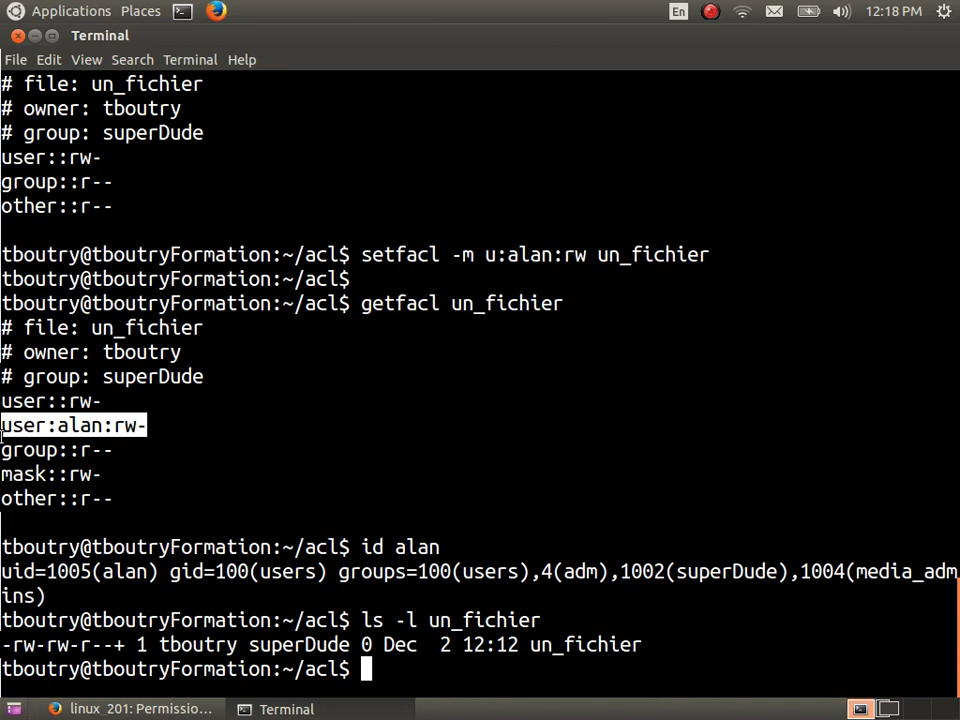 Applications Places En 12:18 PM
Terminal
File Edit View Search Terminal Help
# file: un_fichier
# owner: tboutry
# group: superDude
user::rw-
group::r--
other::r--
tboutry@tboutryFormation:~/acl$ setfacl -m u:alan:rw un_fichier
tboutry@tboutryFormation:~/acl$
tboutry@tboutryFormation:~/acl$ getfacl un_fichier
# file: un_fichier
# owner: tboutry
# group: superDude
user::rw-
user:alan:rw-
group::r--
mask::rw-
other::r--
tboutry@tboutryFormation:~/acl$ id alan
uid=1005(alan) gid=100(users) groups=100(users),4(adm),1002(superDude),1004(media_adm
ins)
tboutry@tboutryFormation:~/acl$ ls -l un_fichier
-rw-rw-r--+ 1 tboutry superDude 0 Dec  2 12:12 un_fichier
tboutry@tboutryFormation:~/acl$
linux_201: Permissio... Terminal